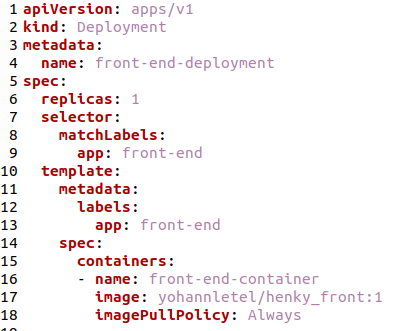 1 apiVersion: apps/v1
2 kind: Deployment
3 metadata:
4   name: front-end-deployment
5 spec:
6   replicas: 1
7   selector:
8     matchLabels:
9       app: front-end
10   template:
11     metadata:
12       labels:
13         app: front-end
14     spec:
15       containers:
16       - name: front-end-container
17         image: yohannletel/henky_front:1
18         imagePullPolicy: Always